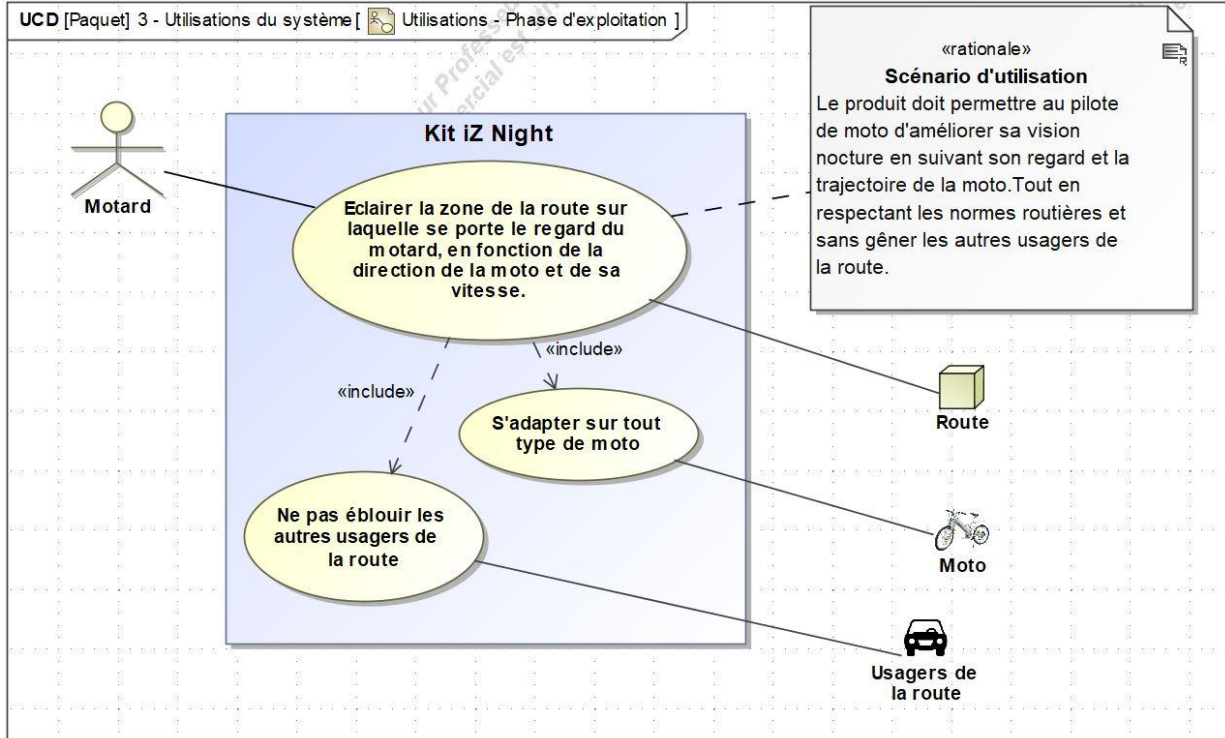 UCD [Paquet] 3 - Utilisations du système [ Utilisations - Phase d'exploitation ]
ur Profess
ercial est
«rationale»
Scénario d'utilisation
Le produit doit permettre au pilote
de moto d'améliorer sa vision
nocture en suivant son regard et la
trajectoire de la moto.Tout en
respectant les normes routières et
sans gêner les autres usagers de
la route.
Motard
Kit iZ Night
Eclairer la zone de la route sur
laquelle se porte le regard du
motard, en fonction de la
direction de la moto et de sa
vitesse.
«include»
«include»
Route
S'adapter sur tout
type de moto
Ne pas éblouir les
autres usagers de
la route
Moto
Usagers de
la route